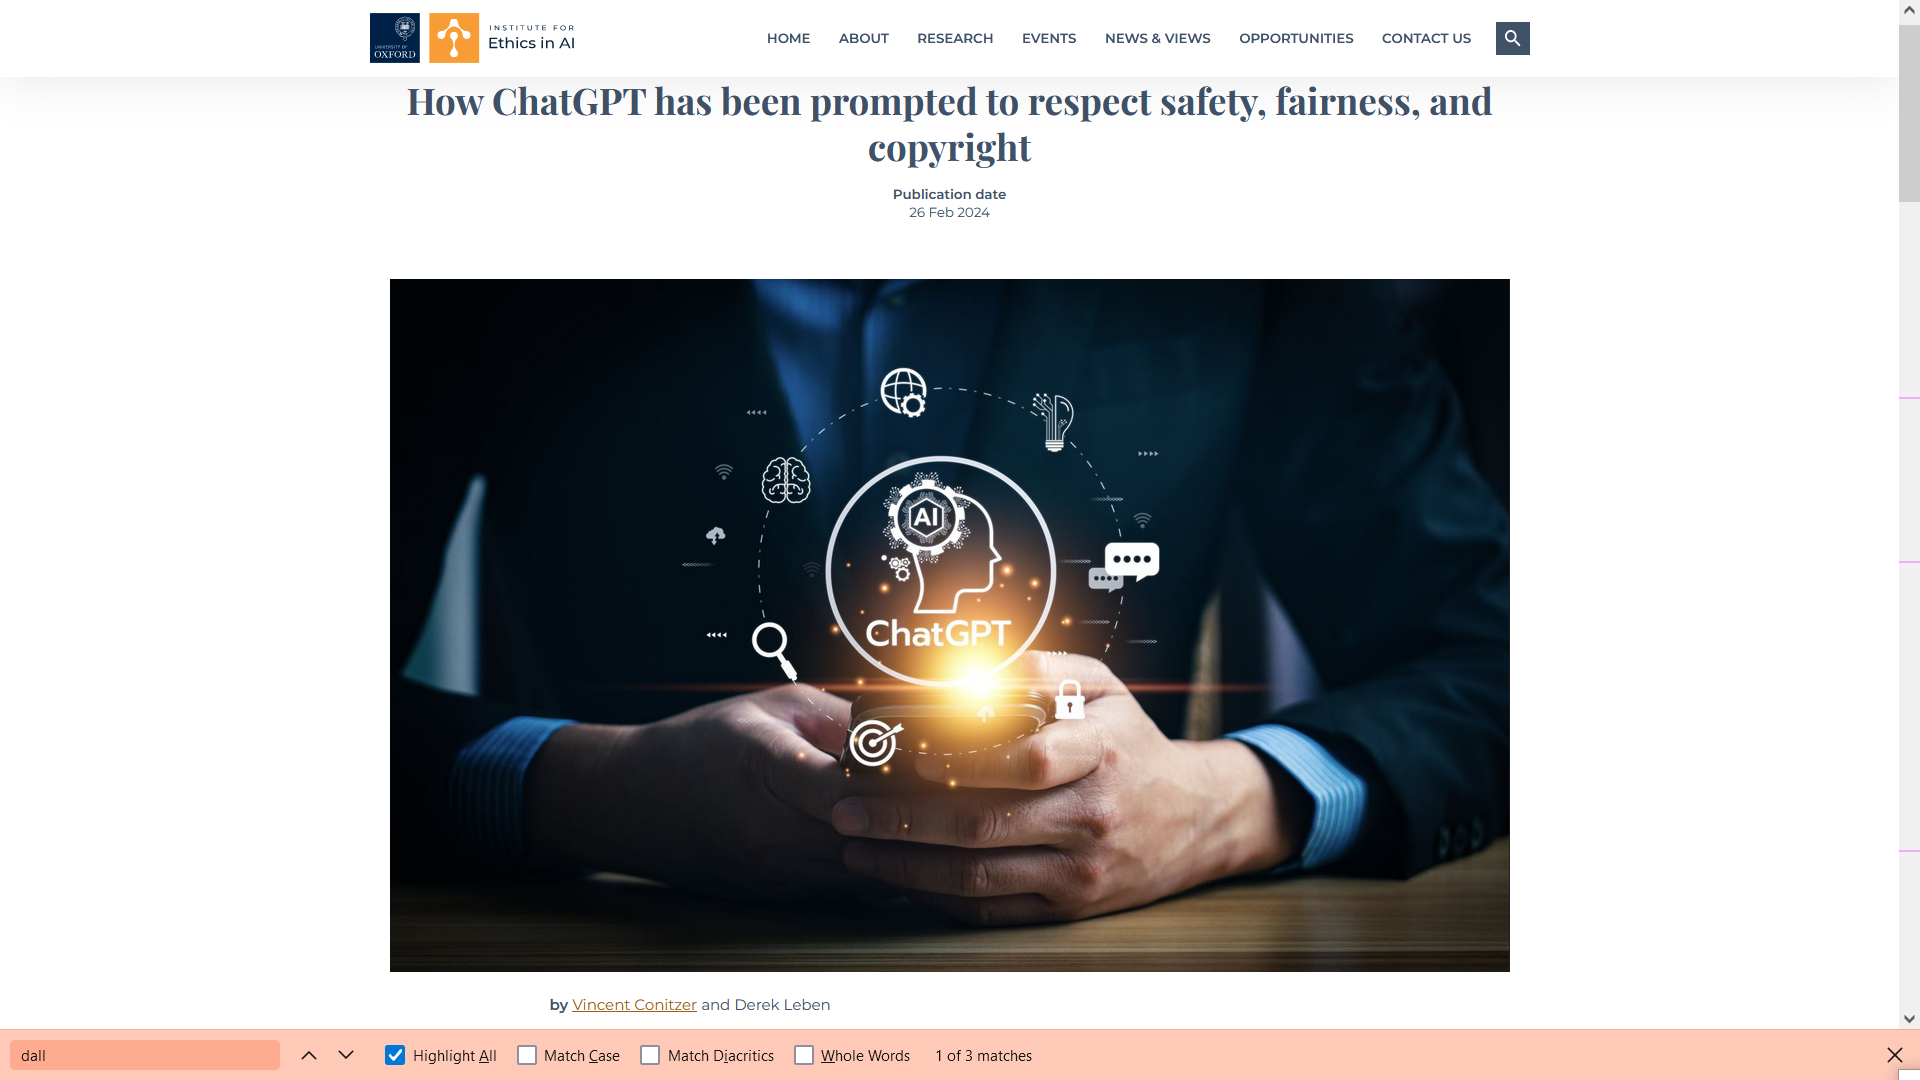 UNIVERSITY OF
OXFORD
INSTITUTE FOR
Ethics in AI
HOME
ABOUT
RESEARCH
EVENTS
NEWS & VIEWS
OPPORTUNITIES
CONTACT US
How ChatGPT has been prompted to respect safety, fairness, and
copyright
Publication date
26 Feb 2024
AI
ChatGPT
by Vincent Conitzer and Derek Leben
dall
Highlight All
Match Case
Match Diacritics
Whole Words
1 of 3 matches